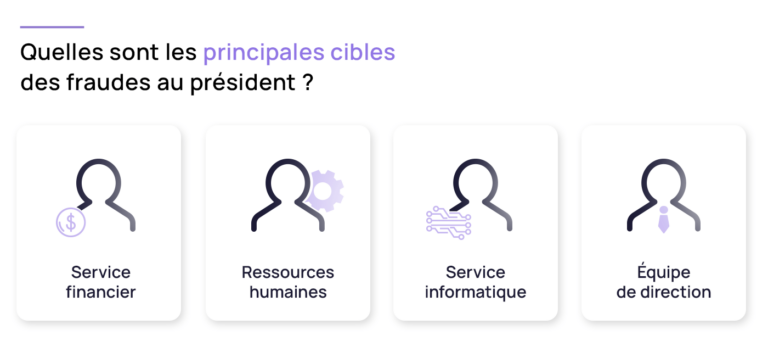 Quelles sont les principales cibles
des fraudes au président ?
Service
financier
Ressources
humaines
Service
informatique
Équipe
de direction